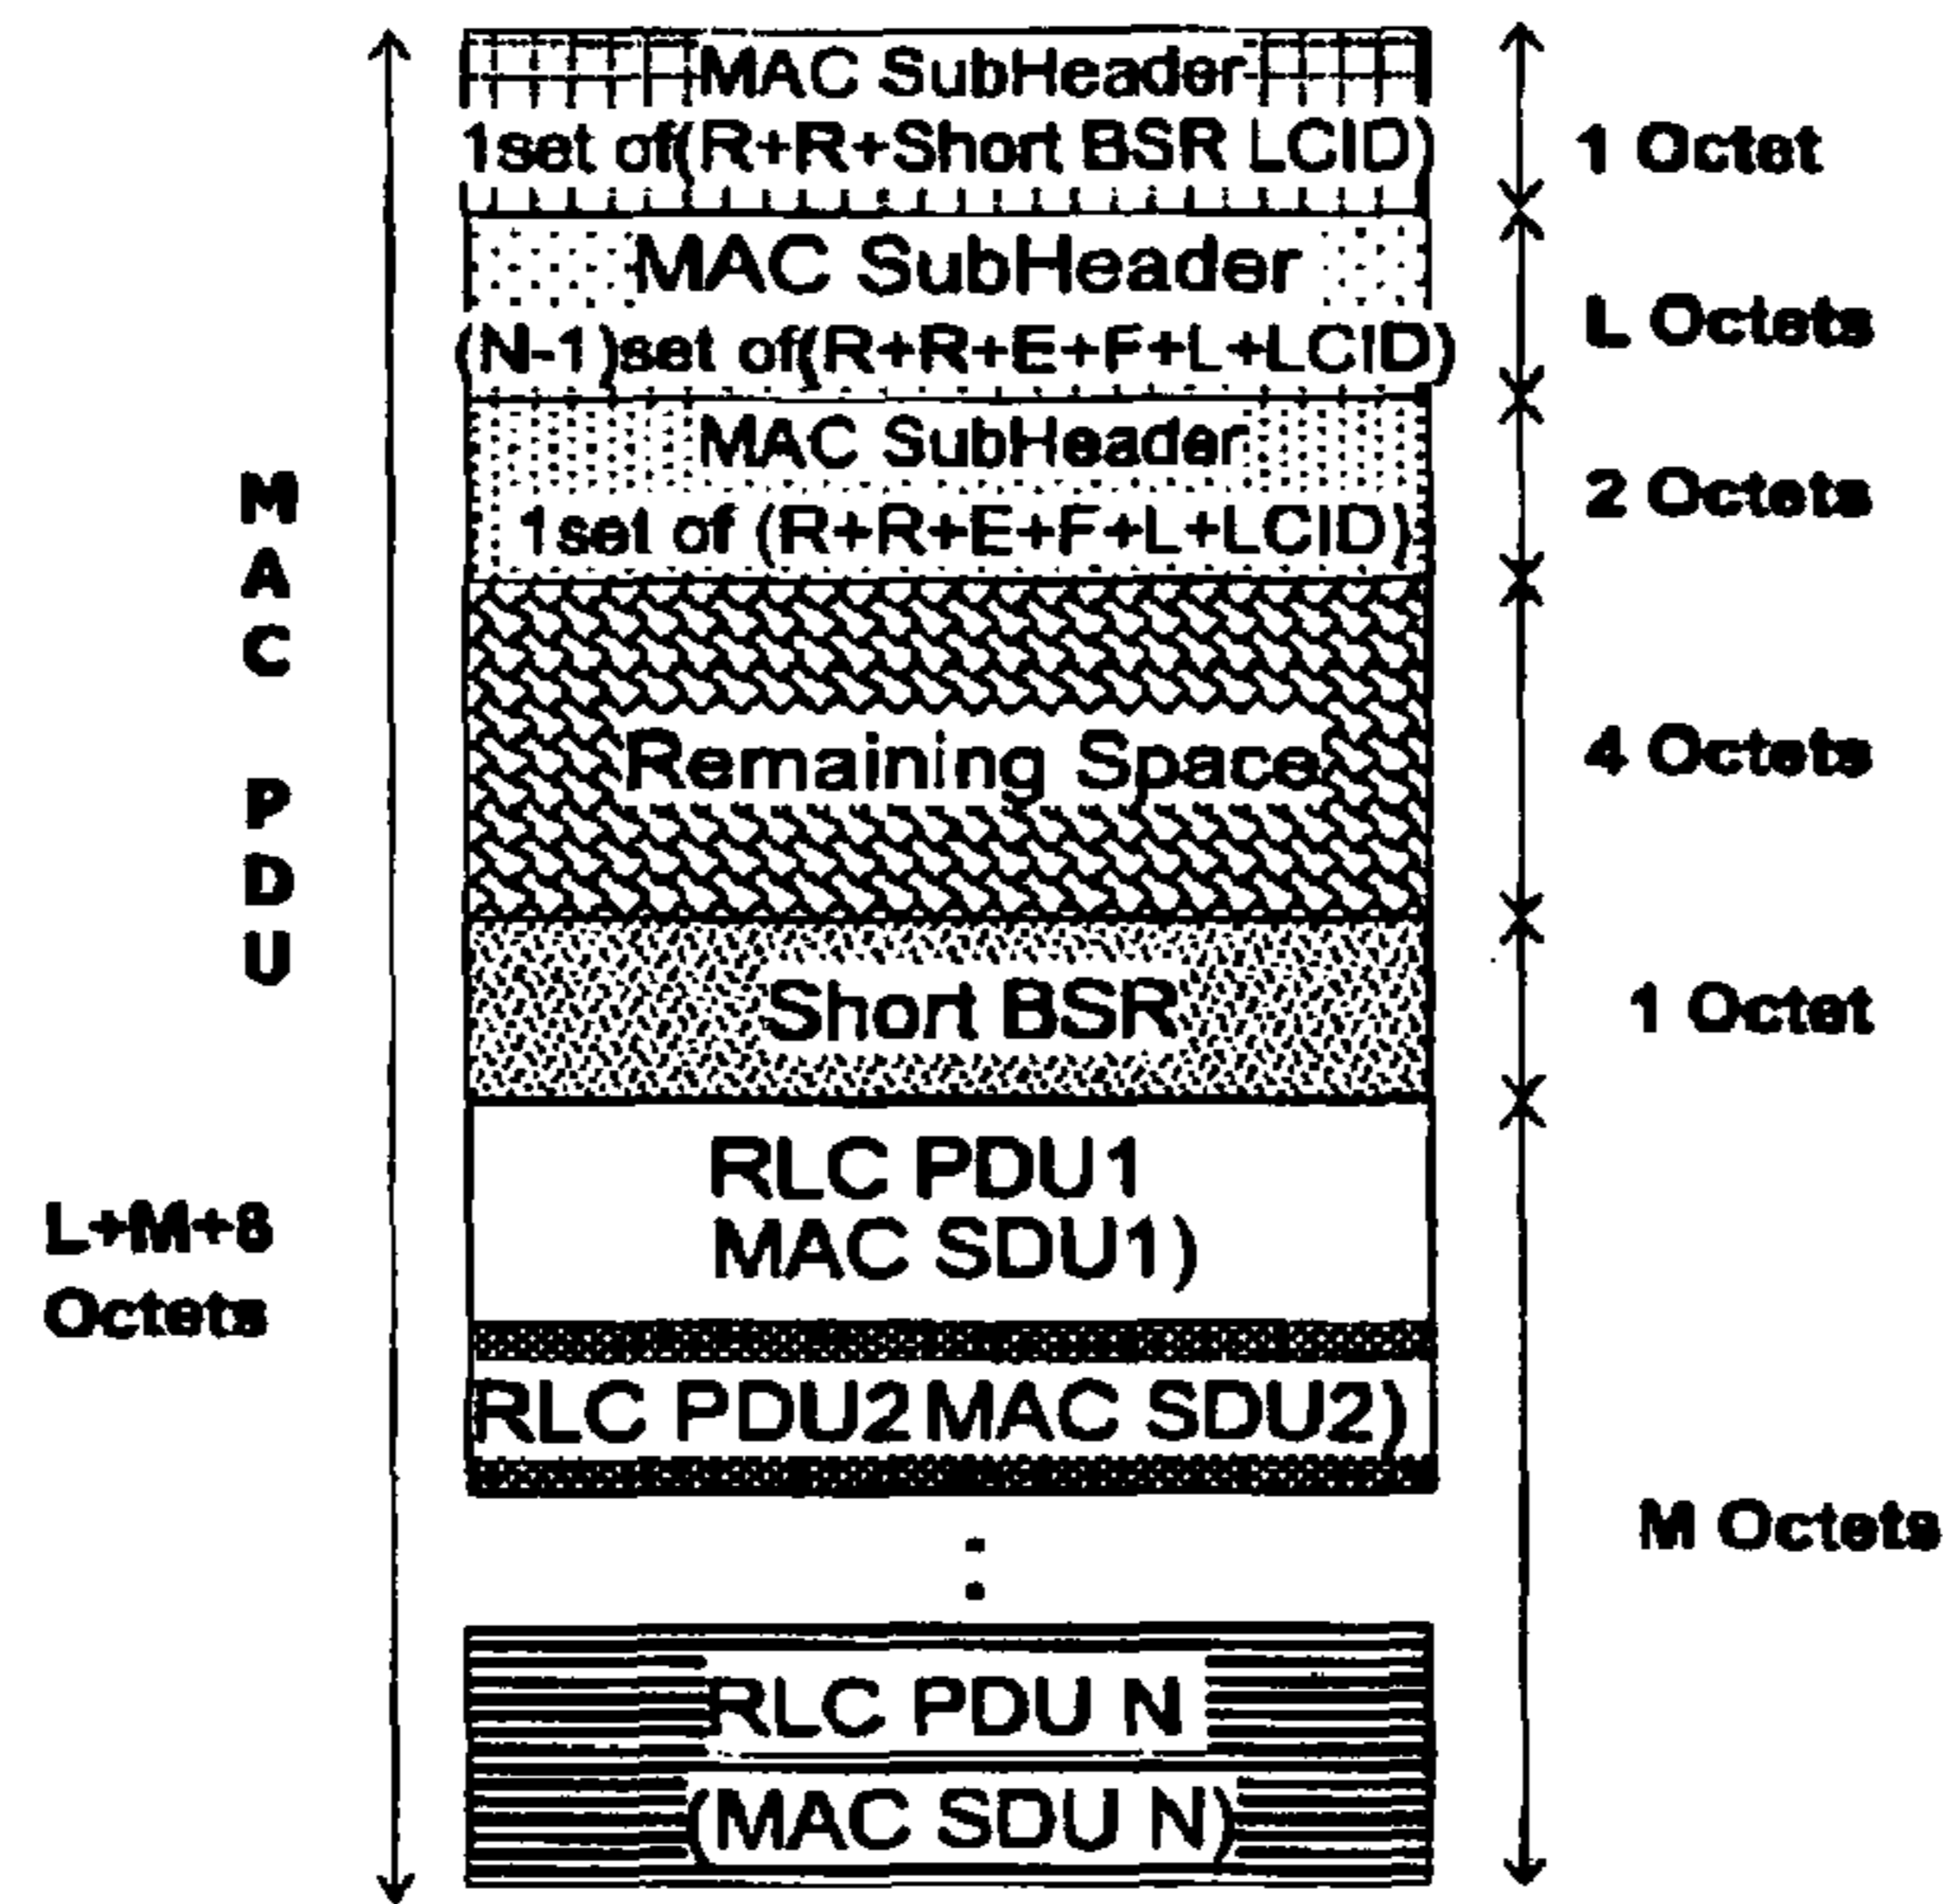 MAC SubHeader
1set of(R+R+Short BSR LCID)
1 Octet
MAC SubHeader
(N-1)set of(R+R+E+F+L+LCID)
L Octets
MAC SubHeader
1set of (R+R+E+F+L+LCID)
2 Octets
MAC PDU
Remaining Space
4 Octets
Short BSR
1 Octet
RLC PDU1
MAC SDU1)
L+M+8
Octets
RLC PDU2 MAC SDU2)
M Octets
:
RLC PDU N
(MAC SDU N)